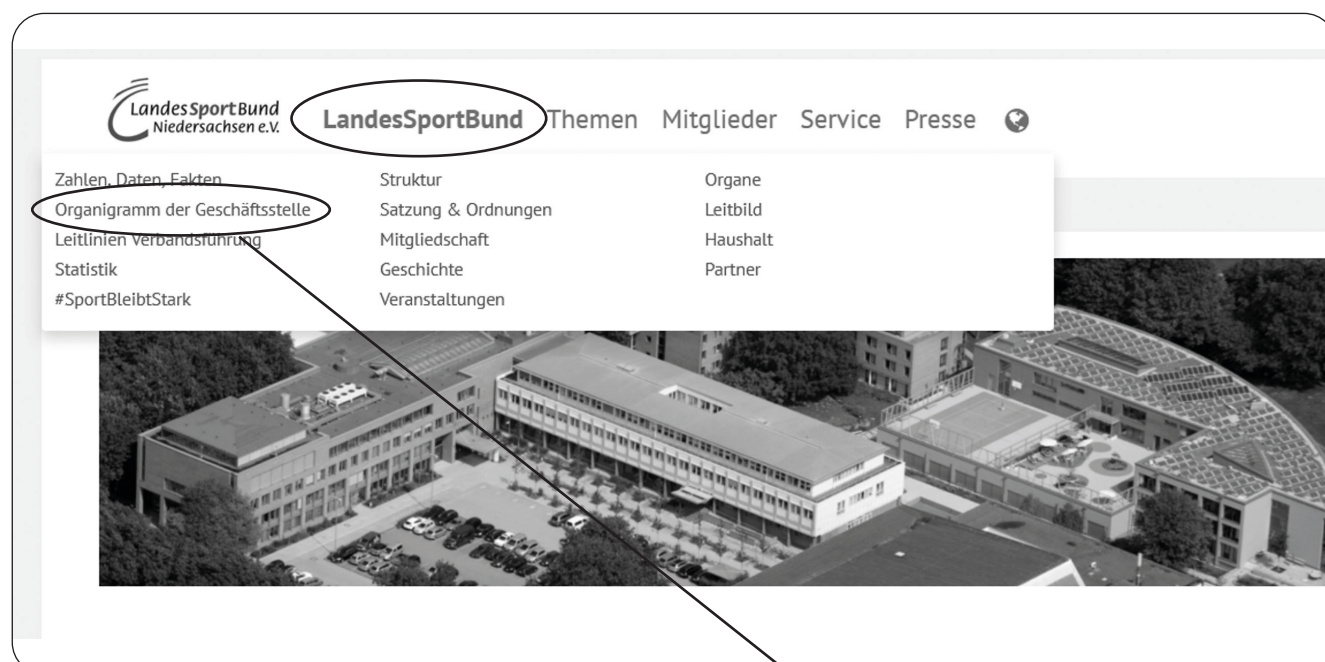 LandesSportBund
Niedersachsen e.V.
LandesSportBund Themen Mitglieder Service Presse
Zahlen, Daten, Fakten
Organigramm der Geschäftsstelle
Leitlinien Verbandsführung
Statistik
#SportBleibtStark
Struktur
Satzung & Ordnungen
Mitgliedschaft
Geschichte
Veranstaltungen
Organe
Leitbild
Haushalt
Partner